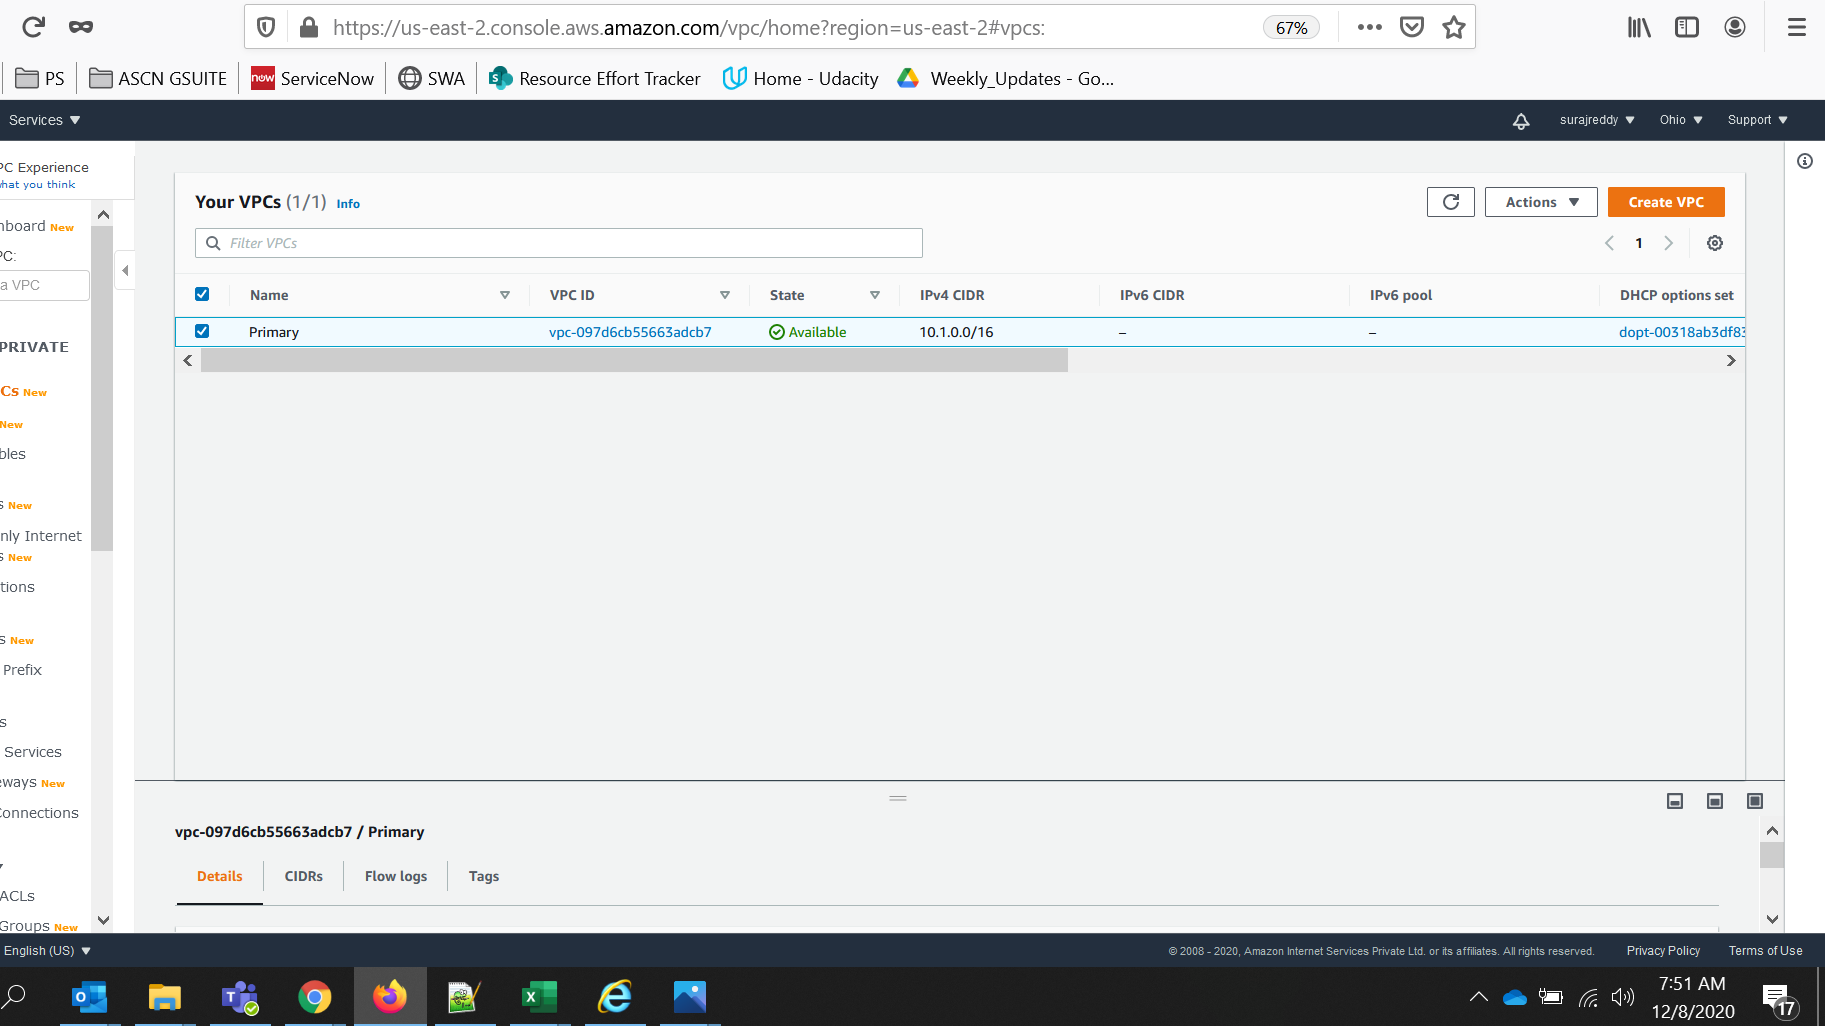 https://us-east-2.console.aws.amazon.com/vpc/home?region=us-east-2#vpcs:
67%
PS
ASCN GSUITE
now
ServiceNow
SWA
S
Resource Effort Tracker
Home - Udacity
Weekly_Updates - Go...
Services
surajreddy
Ohio
Support
PC Experience
what you think
nboard New
PC:
a VPC
PRIVATE
Cs New
New
bles
s New
nly Internet
s New
tions
s New
Prefix
s
Services
eways New
Connections
ACLs
Groups New
Your VPCs (1/1) Info
Actions
Create VPC
Filter VPCs
1
Name
VPC ID
State
IPv4 CIDR
IPv6 CIDR
IPv6 pool
DHCP options set
Primary
vpc-097d6cb55663adcb7
Available
10.1.0.0/16
–
–
dopt-00318ab3df83
vpc-097d6cb55663adcb7 / Primary
Details
CIDRs
Flow logs
Tags
English (US)
© 2008 - 2020, Amazon Internet Services Private Ltd. or its affiliates. All rights reserved.
Privacy Policy
Terms of Use
7:51 AM
12/8/2020
17